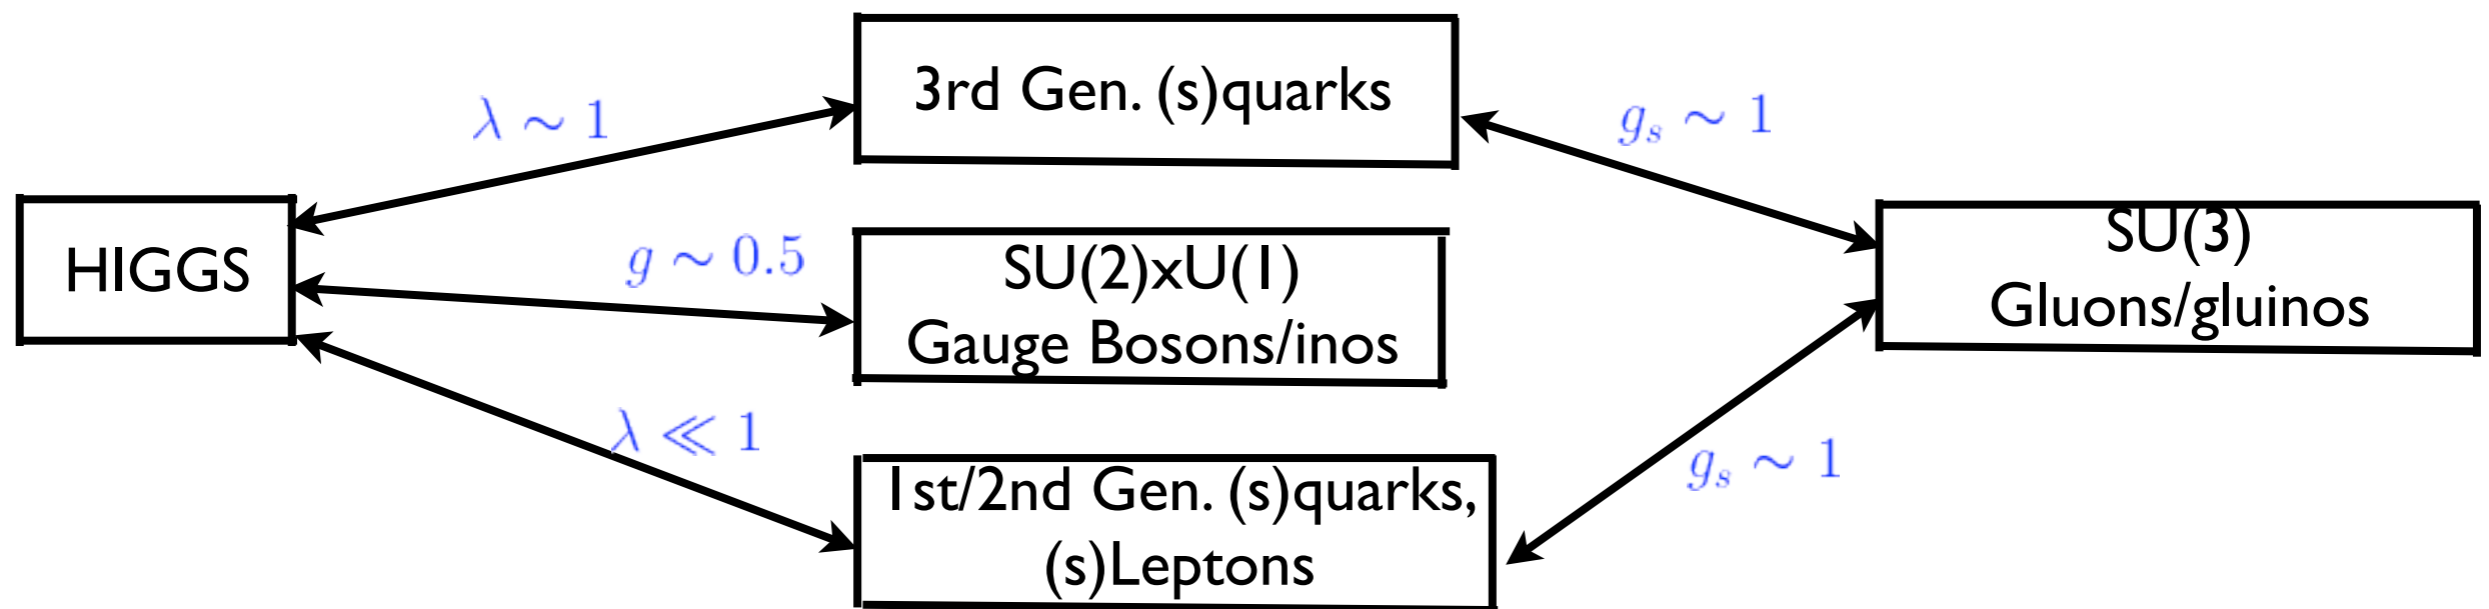 3rd Gen. (s)quarks
λ ∼ 1
g_s ∼ 1
HIGGS
g ∼ 0.5
SU(2)xU(1)
Gauge Bosons/inos
SU(3)
Gluons/gluinos
λ ≪ 1
g_s ∼ 1
1st/2nd Gen. (s)quarks,
(s)Leptons